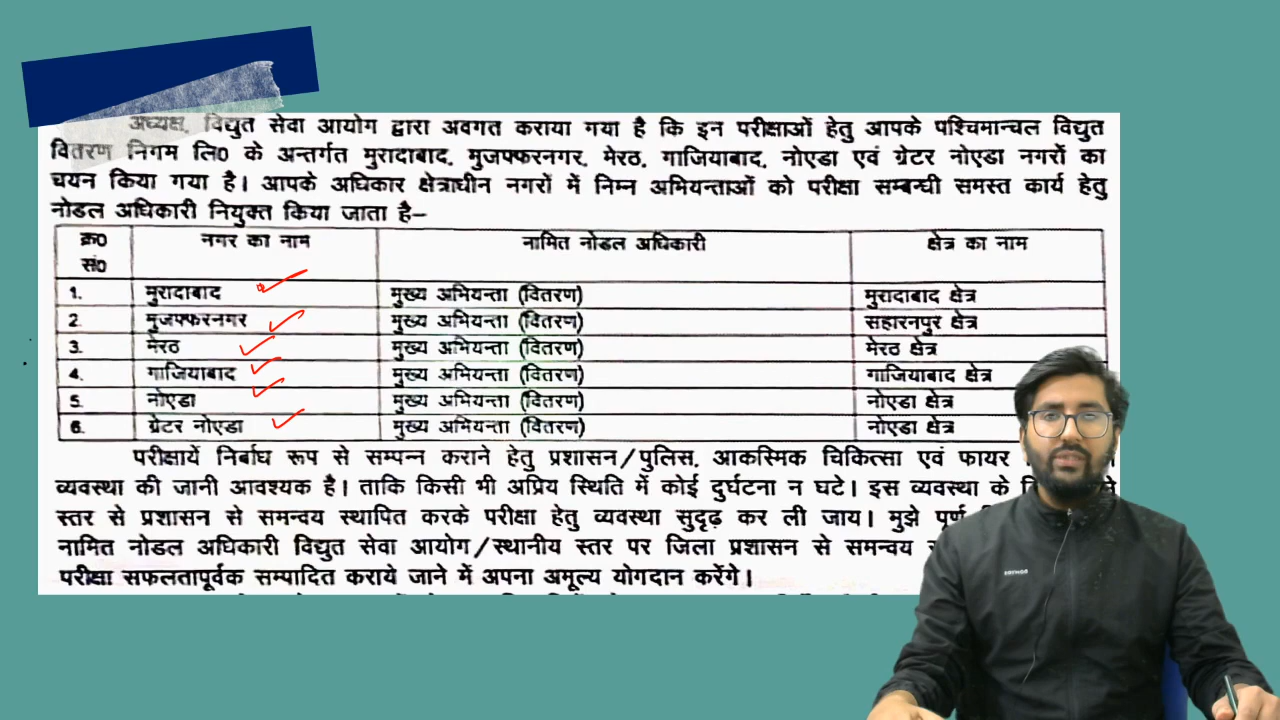 अध्यक्ष, विद्युत सेवा आयोग द्वारा अवगत कराया गया है कि इन परीक्षाओं हेतु आपके पश्चिमान्चल विद्युत
वितरण निगम लि0 के अन्तर्गत मुरादाबाद, मुजफ्फरनगर, मेरठ, गाजियाबाद, नोएडा एवं ग्रेटर नोएडा नगरों का
चयन किया गया है। आपके अधिकार क्षेत्राधीन नगरों में निम्न अभियन्ताओं को परीक्षा सम्बन्धी समस्त कार्य हेतु
नोडल अधिकारी नियुक्त किया जाता है–
क्र0 सं0 नगर का नाम नामित नोडल अधिकारी क्षेत्र का नाम
1. मुरादाबाद मुख्य अभियन्ता (वितरण) मुरादाबाद क्षेत्र
2. मुजफ्फरनगर मुख्य अभियन्ता (वितरण) सहारनपुर क्षेत्र
3. मेरठ मुख्य अभियन्ता (वितरण) मेरठ क्षेत्र
4. गाजियाबाद मुख्य अभियन्ता (वितरण) गाजियाबाद क्षेत्र
5. नोएडा मुख्य अभियन्ता (वितरण) नोएडा क्षेत्र
6. ग्रेटर नोएडा मुख्य अभियन्ता (वितरण) नोएडा क्षेत्र
परीक्षायें निर्बाध रूप से सम्पन्न कराने हेतु प्रशासन/पुलिस, आकस्मिक चिकित्सा एवं फायर
व्यवस्था की जानी आवश्यक है। ताकि किसी भी अप्रिय स्थिति में कोई दुर्घटना न घटे। इस व्यवस्था के
स्तर से प्रशासन से समन्वय स्थापित करके परीक्षा हेतु व्यवस्था सुदृढ़ कर ली जाय। मुझे पूर्ण
नामित नोडल अधिकारी विद्युत सेवा आयोग/स्थानीय स्तर पर जिला प्रशासन से समन्वय
परीक्षा सफलतापूर्वक सम्पादित कराये जाने में अपना अमूल्य योगदान करेंगे।